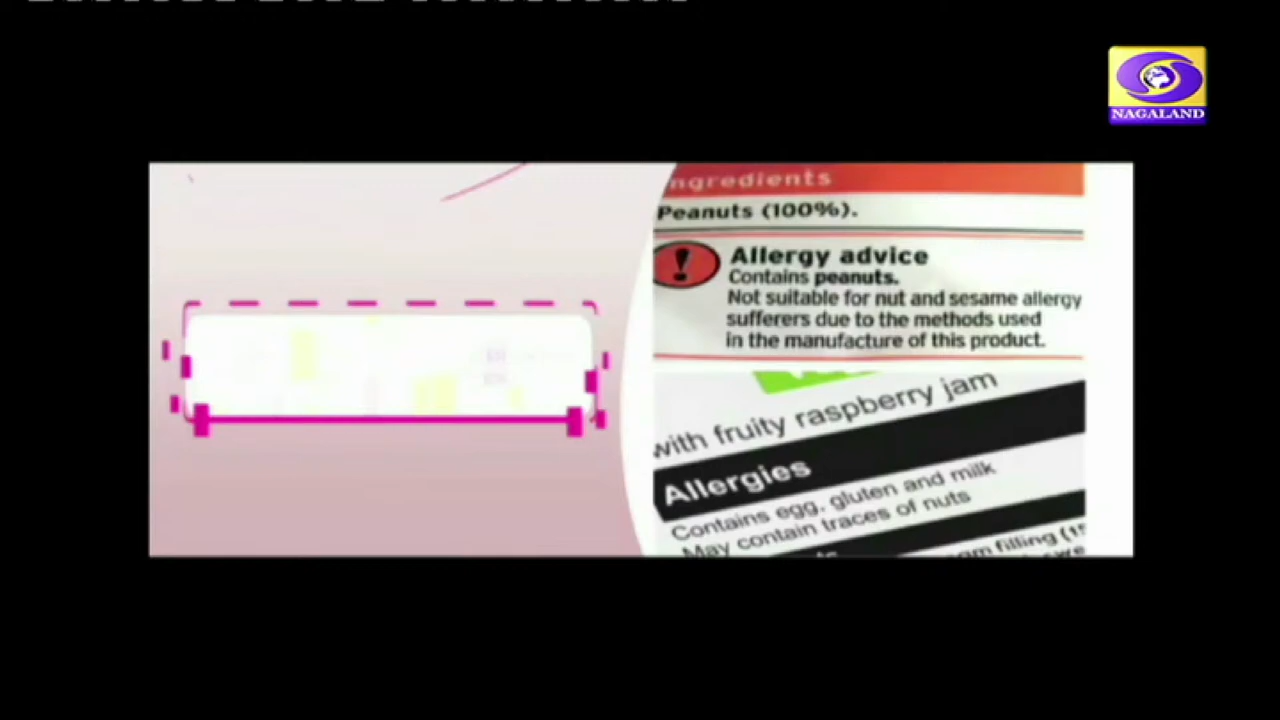 NAGALAND
ngredients
Peanuts (100%).
Allergy advice
Contains peanuts.
Not suitable for nut and sesame allergy
sufferers due to the methods used
in the manufacture of this product.
with fruity raspberry jam
Allergies
Contains egg, gluten and milk
May contain traces of nuts
filling